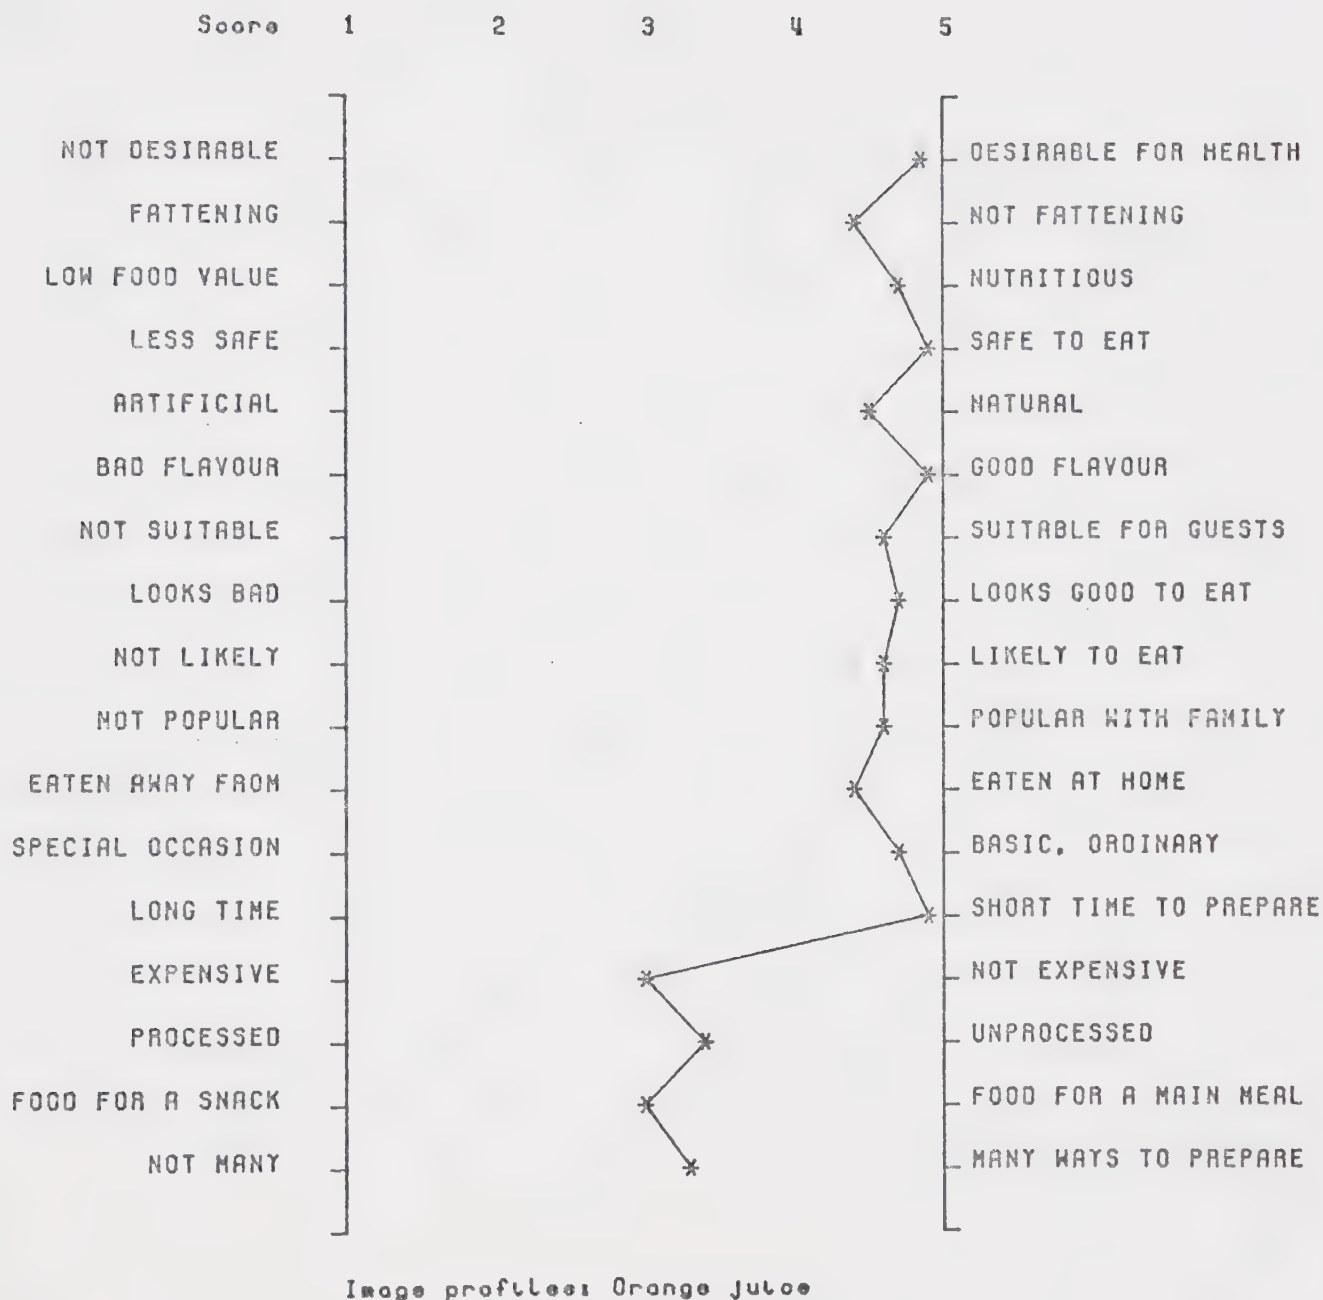 Score 1 2 3 4 5
NOT DESIRABLE DESIRABLE FOR HEALTH
FATTENING NOT FATTENING
LOW FOOD VALUE NUTRITIOUS
LESS SAFE SAFE TO EAT
ARTIFICIAL NATURAL
BAD FLAVOUR GOOD FLAVOUR
NOT SUITABLE SUITABLE FOR GUESTS
LOOKS BAD LOOKS GOOD TO EAT
NOT LIKELY LIKELY TO EAT
NOT POPULAR POPULAR WITH FAMILY
EATEN AWAY FROM EATEN AT HOME
SPECIAL OCCASION BASIC, ORDINARY
LONG TIME SHORT TIME TO PREPARE
EXPENSIVE NOT EXPENSIVE
PROCESSED UNPROCESSED
FOOD FOR A SNACK FOOD FOR A MAIN MEAL
NOT MANY MANY WAYS TO PREPARE
Image profiles: Orange juice